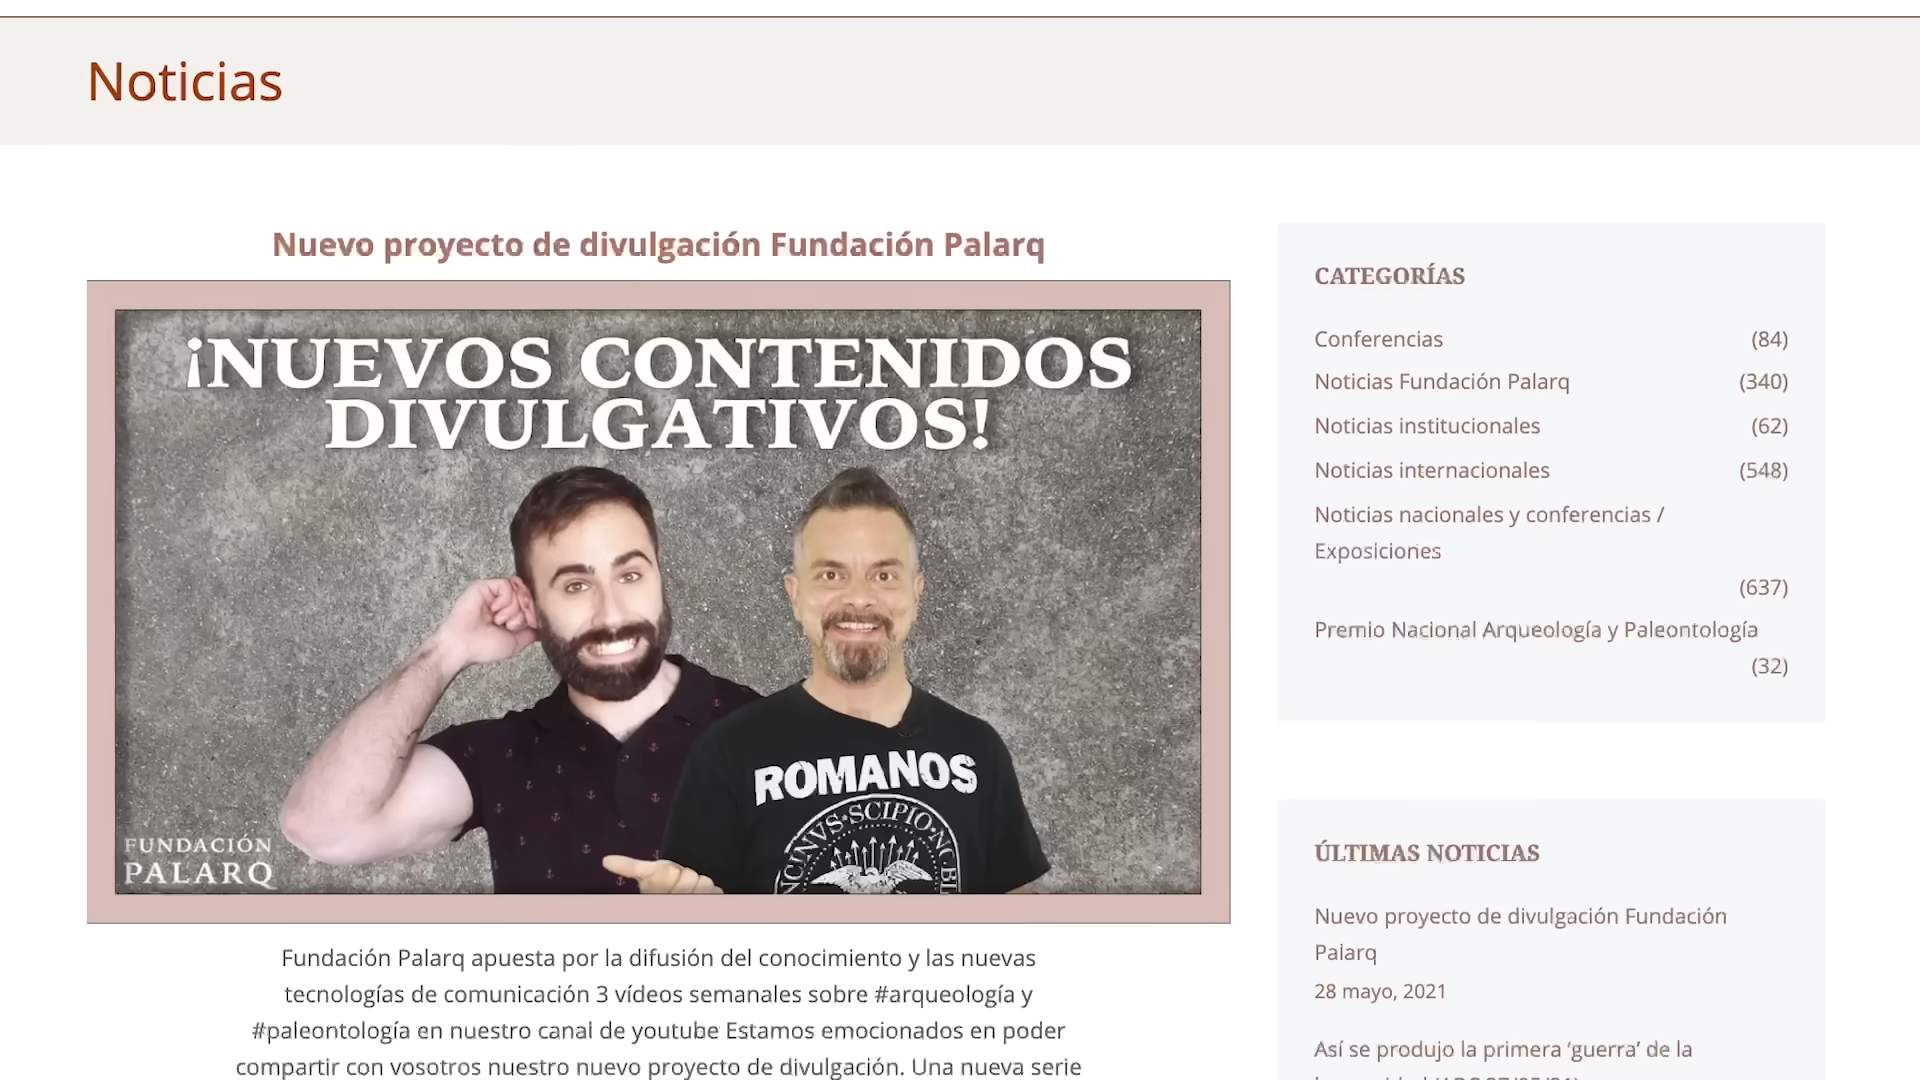 Noticias
Nuevo proyecto de divulgación Fundación Palarq
¡NUEVOS CONTENIDOS
DIVULGATIVOS!
ROMANOS
SCIPIO
FUNDACIÓN
PALARQ
Fundación Palarq apuesta por la difusión del conocimiento y las nuevas
tecnologías de comunicación 3 vídeos semanales sobre #arqueología y
#paleontología en nuestro canal de youtube Estamos emocionados en poder
compartir con vosotros nuestro nuevo proyecto de divulgación. Una nueva serie
CATEGORÍAS
Conferencias (84)
Noticias Fundación Palarq (340)
Noticias institucionales (62)
Noticias internacionales (548)
Noticias nacionales y conferencias /
Exposiciones
(637)
Premio Nacional Arqueología y Paleontología
(32)
ÚLTIMAS NOTICIAS
Nuevo proyecto de divulgación Fundación
Palarq
28 mayo, 2021
Así se produjo la primera ‘guerra’ de la